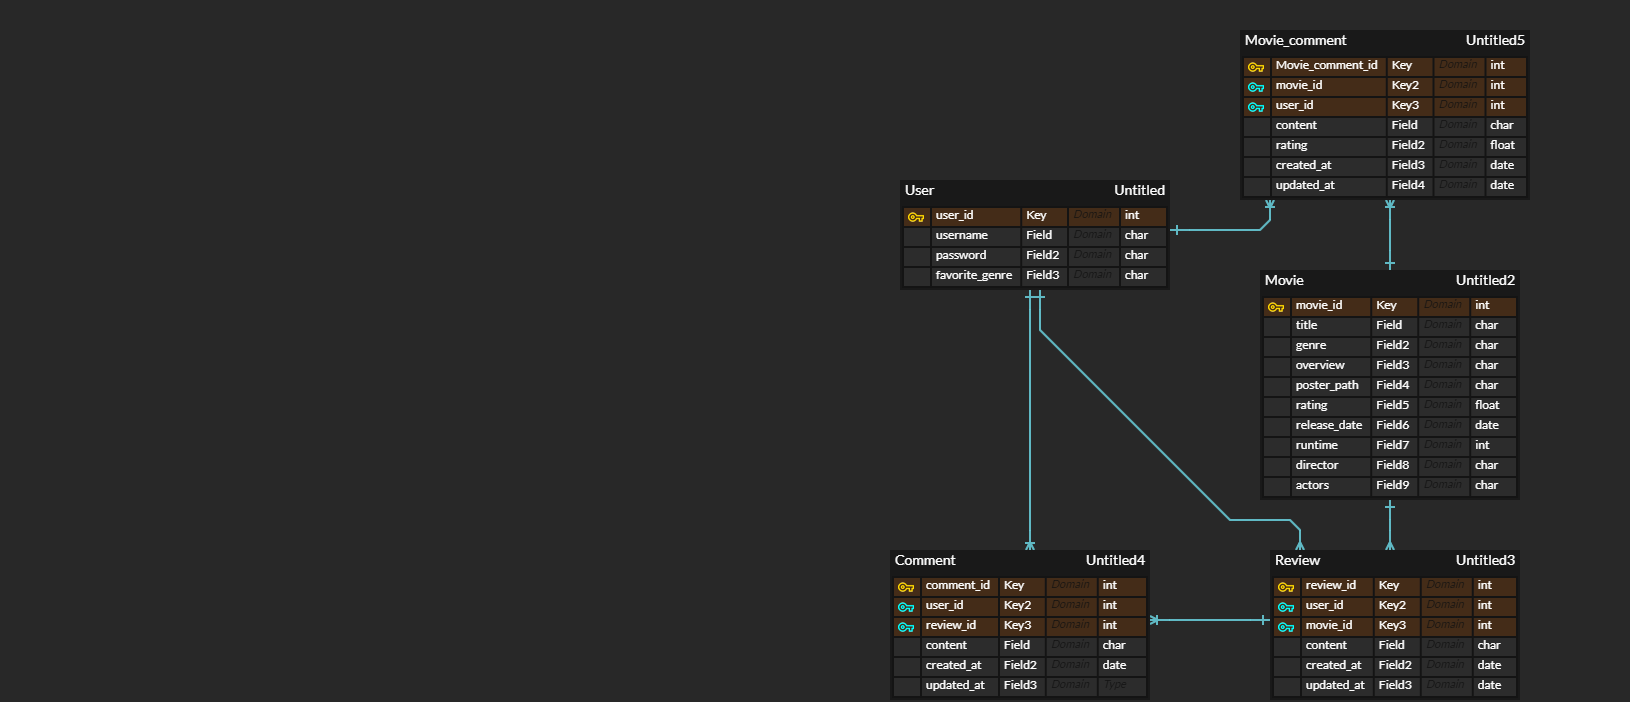 Movie_comment Untitled5
Movie_comment_id Key Domain int
movie_id Key2 Domain int
user_id Key3 Domain int
content Field Domain char
rating Field2 Domain float
created_at Field3 Domain date
updated_at Field4 Domain date
User Untitled
user_id Key Domain int
username Field Domain char
password Field2 Domain char
favorite_genre Field3 Domain char
Movie Untitled2
movie_id Key Domain int
title Field Domain char
genre Field2 Domain char
overview Field3 Domain char
poster_path Field4 Domain char
rating Field5 Domain float
release_date Field6 Domain date
runtime Field7 Domain int
director Field8 Domain char
actors Field9 Domain char
Comment Untitled4
comment_id Key Domain int
user_id Key2 Domain int
review_id Key3 Domain int
content Field Domain char
created_at Field2 Domain date
updated_at Field3 Domain Type
Review Untitled3
review_id Key Domain int
user_id Key2 Domain int
movie_id Key3 Domain int
content Field Domain char
created_at Field2 Domain date
updated_at Field3 Domain date